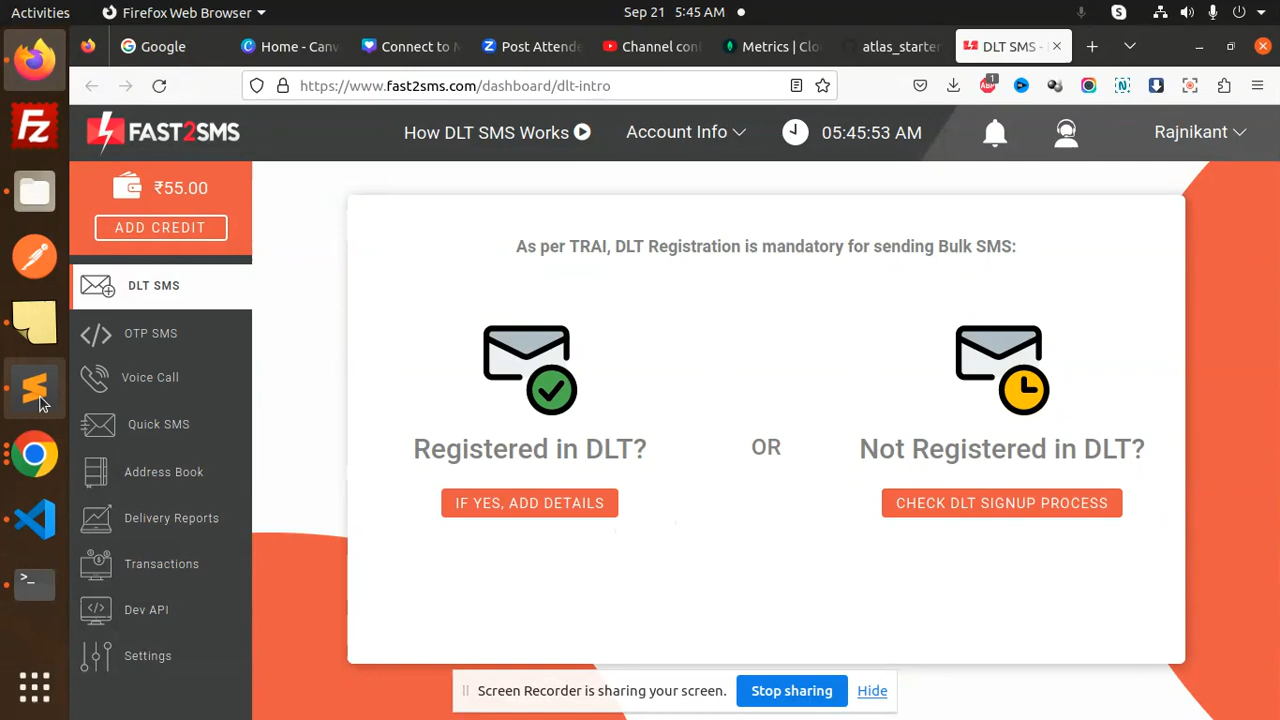 Activities
Firefox Web Browser
Sep 21 5:45 AM
Google
Home - Canv
Connect to M
Post Attende
Channel con
Metrics | Clo
atlas_starter
DLT SMS -
https://www.fast2sms.com/dashboard/dlt-intro
1
FAST2SMS
How DLT SMS Works
Account Info
05:45:53 AM
Rajnikant
₹55.00
ADD CREDIT
DLT SMS
OTP SMS
Voice Call
Quick SMS
Address Book
Delivery Reports
Transactions
Dev API
Settings
As per TRAI, DLT Registration is mandatory for sending Bulk SMS:
Registered in DLT?
IF YES, ADD DETAILS
OR
Not Registered in DLT?
CHECK DLT SIGNUP PROCESS
Screen Recorder is sharing your screen.
Stop sharing
Hide